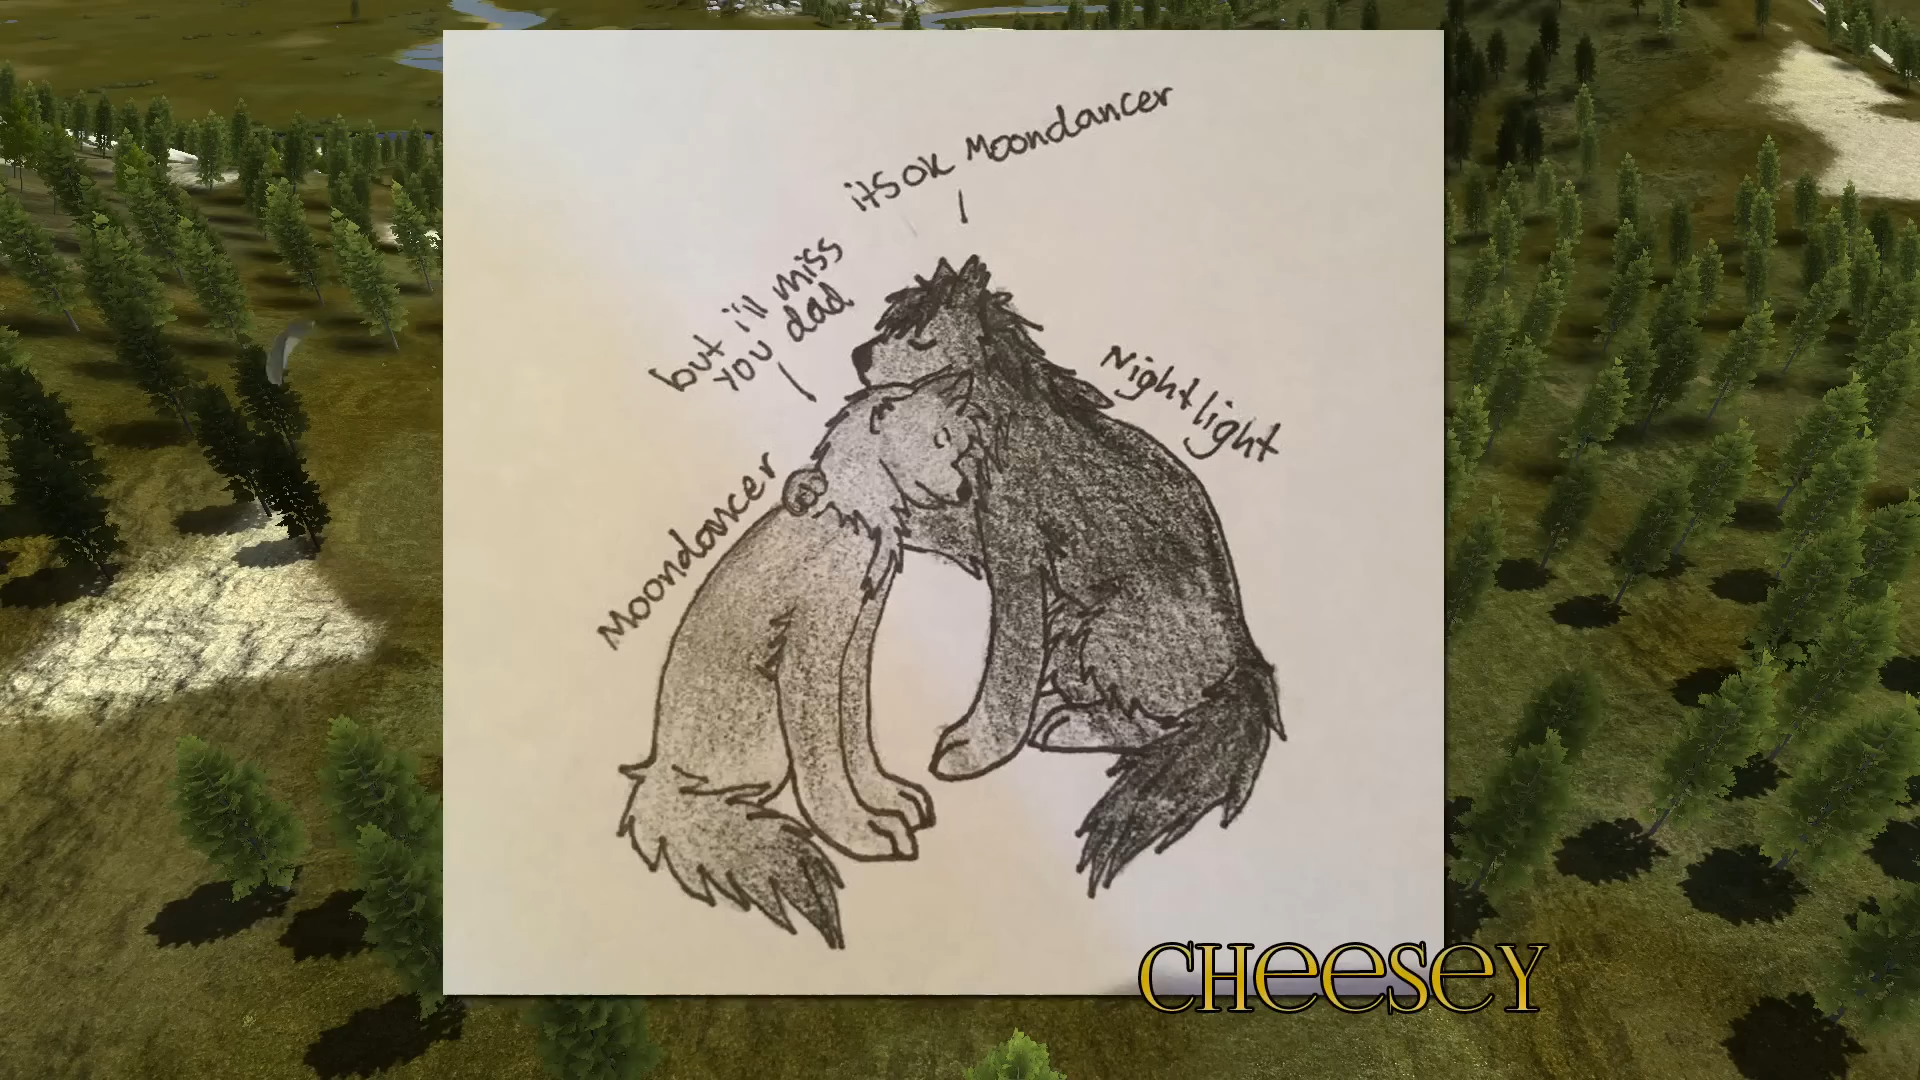 itS ok Moondancer
but i'll miss
you dad.
Nightlight
Moondancer
CHEESEY